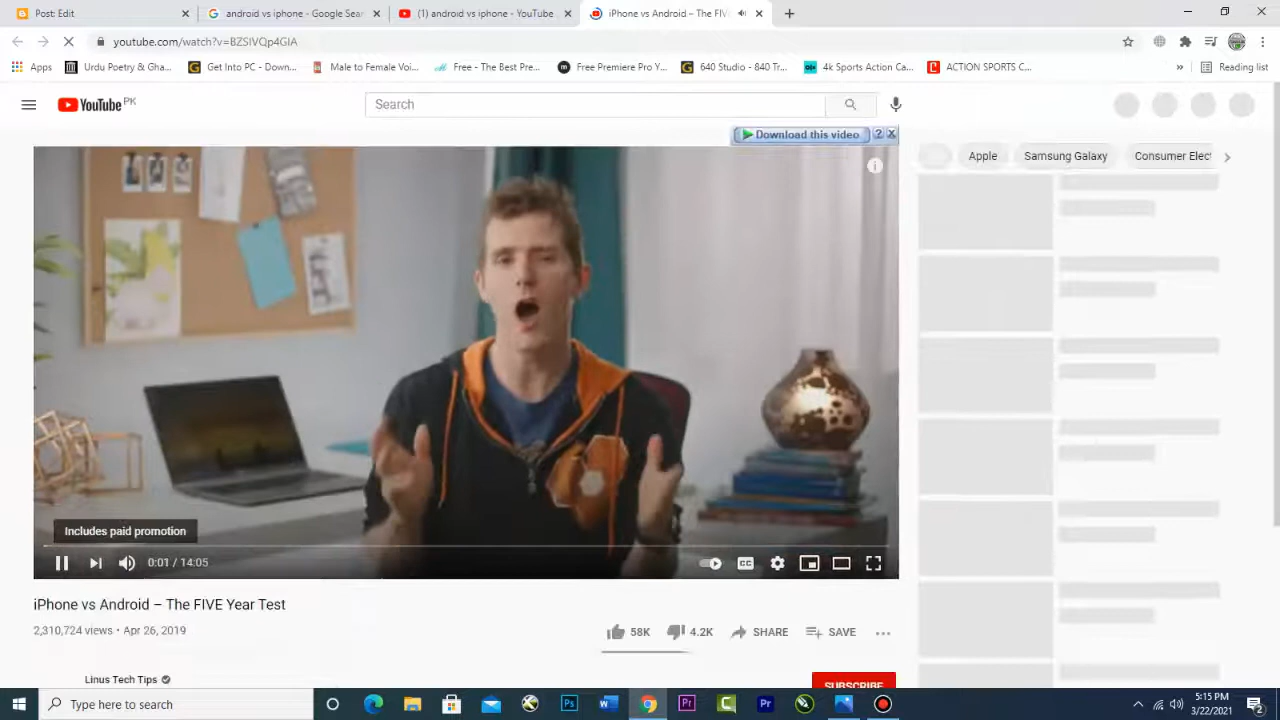 Post: Edit
android vs iphone - Google Sear
(1) android vs iphone - YouTube
iPhone vs Android – The FIV
youtube.com/watch?v=BZSIVQp4GIA
Apps
Urdu Poetry & Gha...
Get Into PC - Down...
Male to Female Voi...
Free - The Best Pre...
Free Premiere Pro Y...
640 Studio - 840 Tr...
4k Sports Action Ca...
ACTION SPORTS C...
»
Reading list
YouTube PK
Search
Download this video
?
Apple
Samsung Galaxy
Consumer Elec
Includes paid promotion
0:01 / 14:05
CC
iPhone vs Android – The FIVE Year Test
2,310,724 views • Apr 26, 2019
58K
4.2K
SHARE
SAVE
Linus Tech Tips
SUBSCRIBE
Type here to search
5:15 PM
3/22/2021